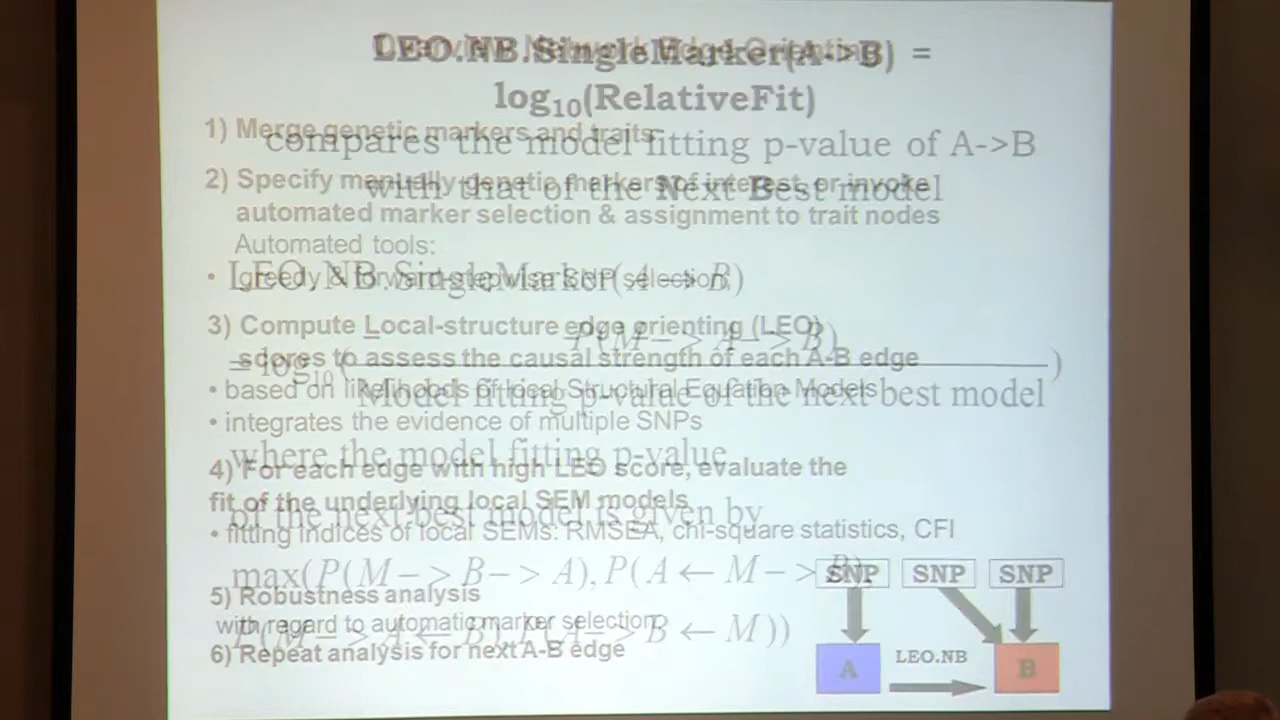 LEO.NB.SingleMarker(A->B) =
log10(RelativeFit)
compares the model fitting p-value of A->B
with that of the Next Best model
LEO.NB.SingleMarker(A → B)
= log10( P(M −> A −> B) )
Model fitting p-value of the next best model
where the model fitting p-value
of the next best model is given by
max(P(M −> B −> A), P(A ← M −> B),
P(M −> A ← B), P(A −> B ← M))
Overview: Network Edge Orienting
1) Merge genetic markers and traits
2) Specify manually genetic markers of interest, or invoke
automated marker selection & assignment to trait nodes
Automated tools:
• greedy & forward-stepwise SNP selection;
3) Compute Local-structure edge orienting (LEO)
scores to assess the causal strength of each A-B edge
• based on likelihoods of local Structural Equation Models
• integrates the evidence of multiple SNPs
4) For each edge with high LEO score, evaluate the
fit of the underlying local SEM models
• fitting indices of local SEMs: RMSEA, chi-square statistics, CFI
5) Robustness analysis
with regard to automatic marker selection
6) Repeat analysis for next A-B edge
SNP SNP SNP
A LEO.NB B